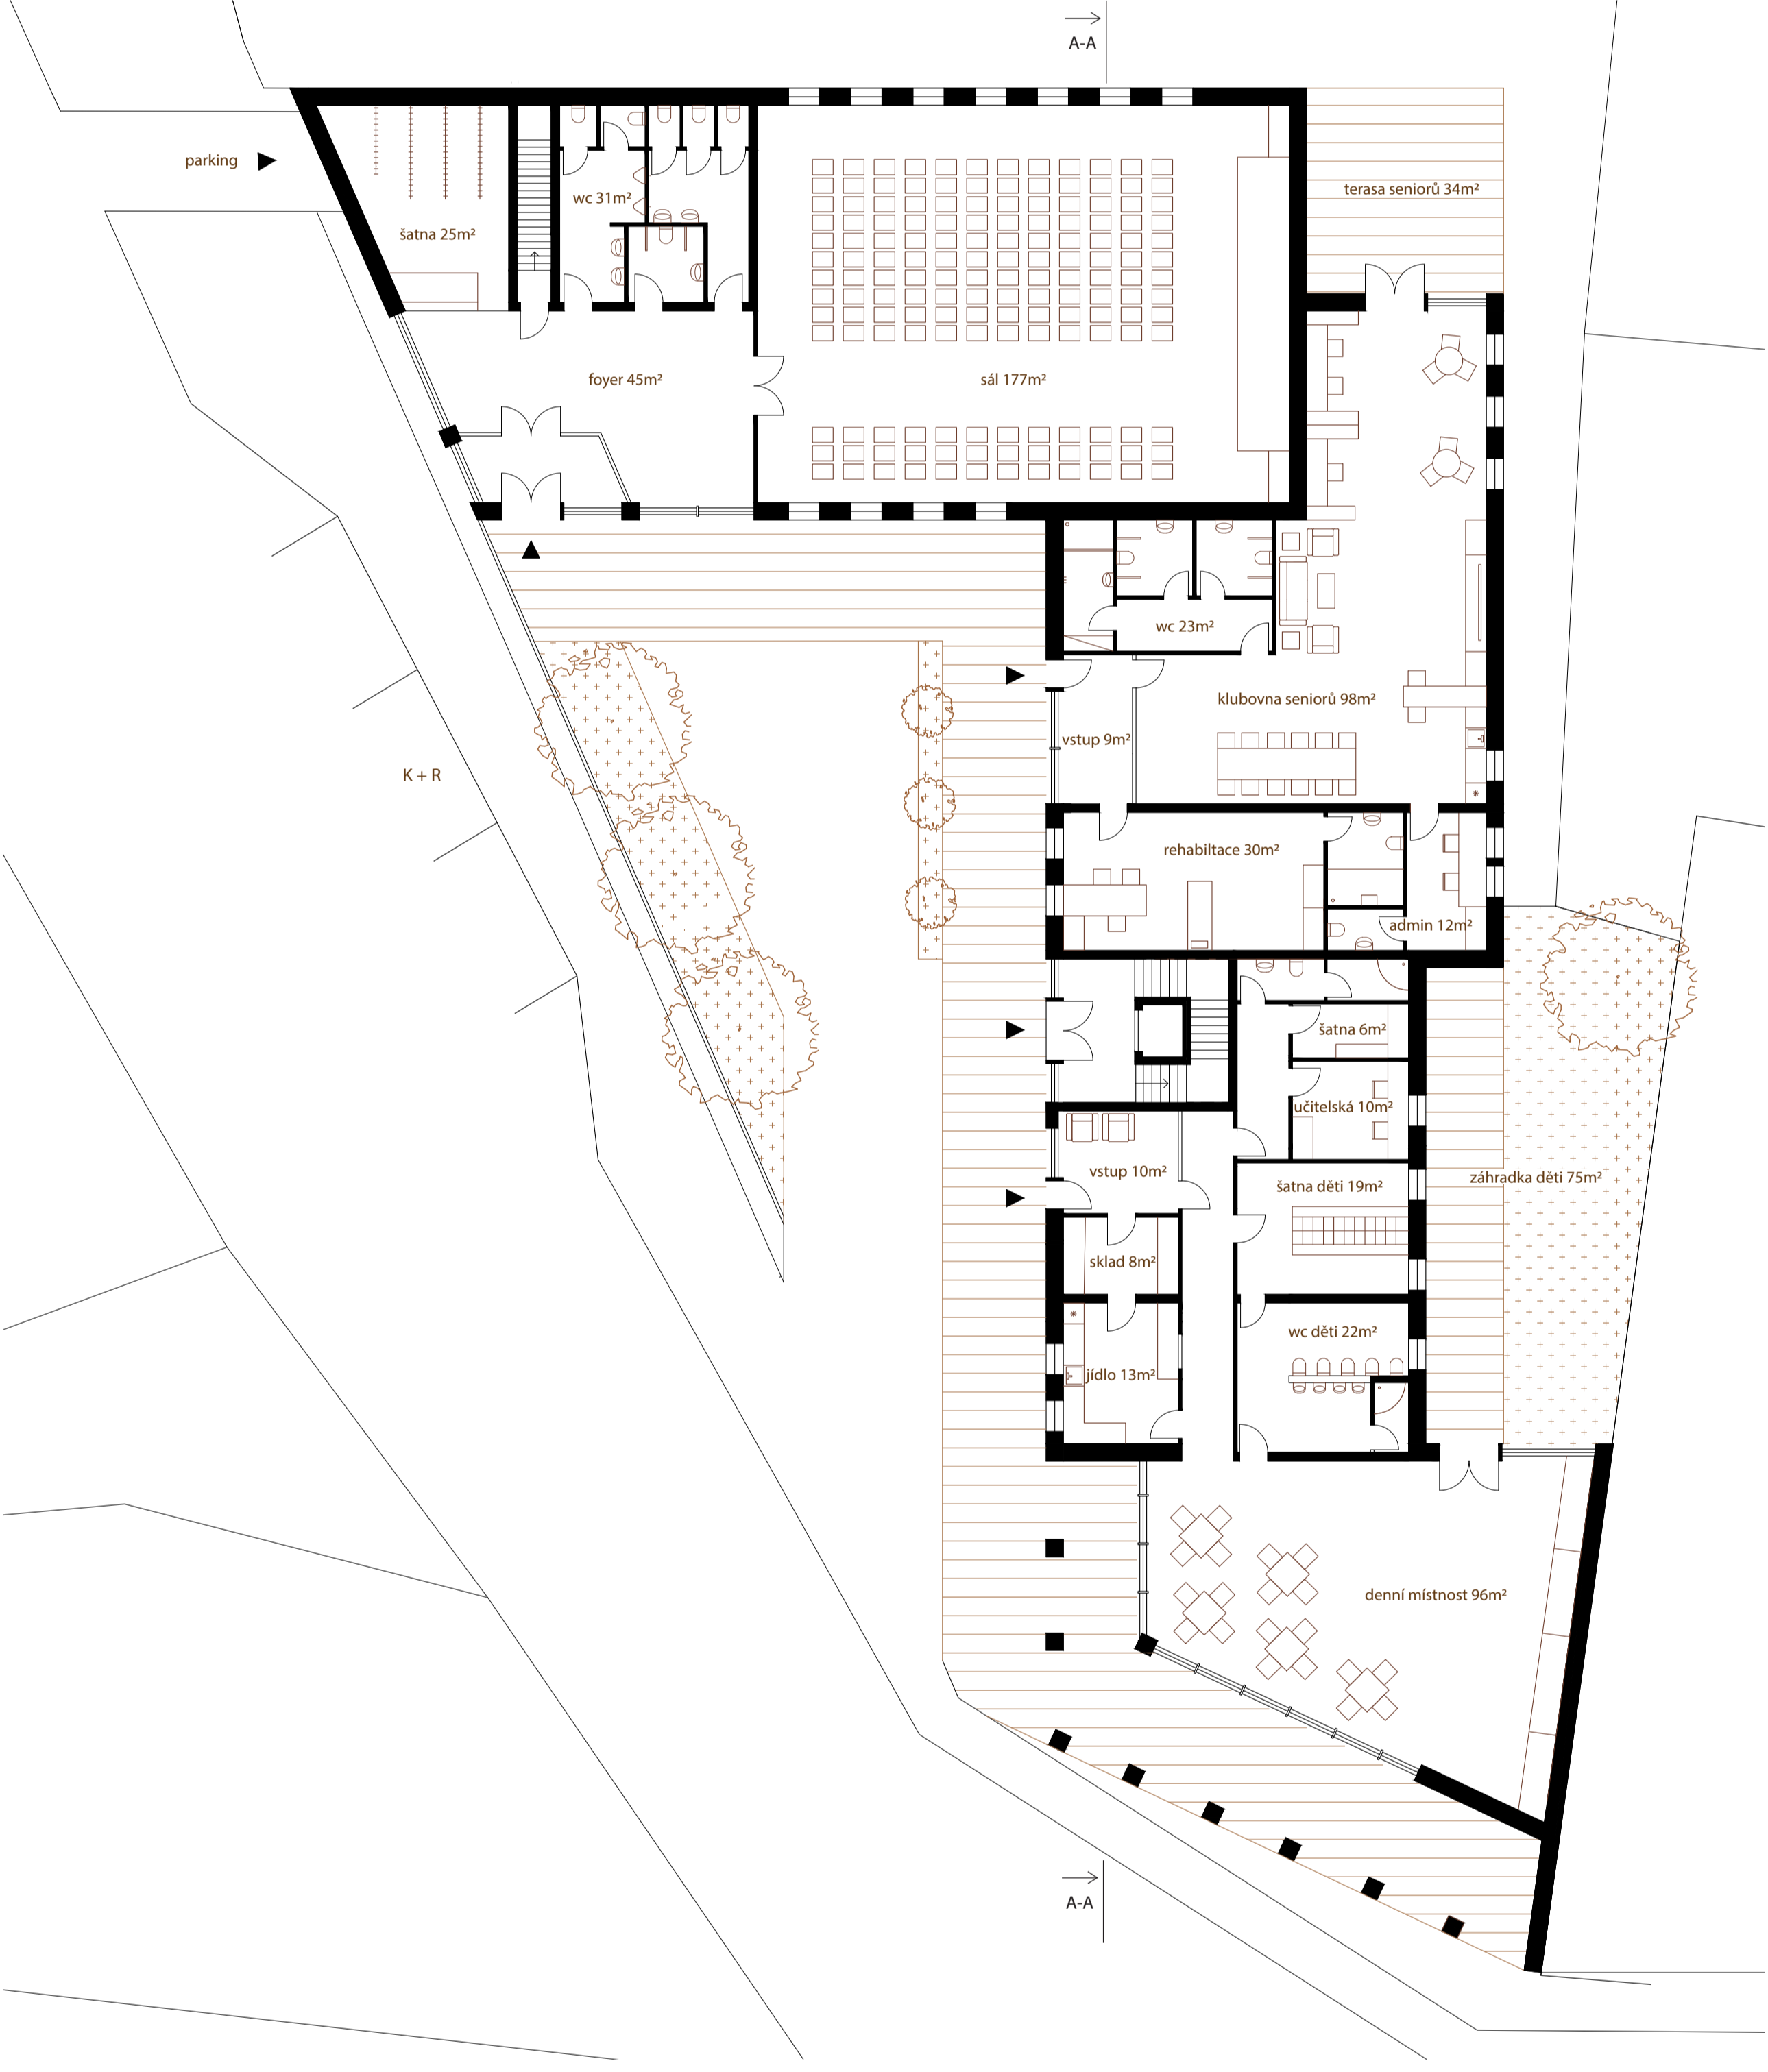 A-A
parking
terasa seniorů 34m²
wc 31m²
šatna 25m²
foyer 45m²
sál 177m²
wc 23m²
klubovna seniorů 98m²
vstup 9m²
K + R
rehabiltace 30m²
admin 12m²
šatna 6m²
učitelská 10m²
vstup 10m²
záhradka děti 75m²
šatna děti 19m²
sklad 8m²
wc děti 22m²
jídlo 13m²
denní místnost 96m²
A-A